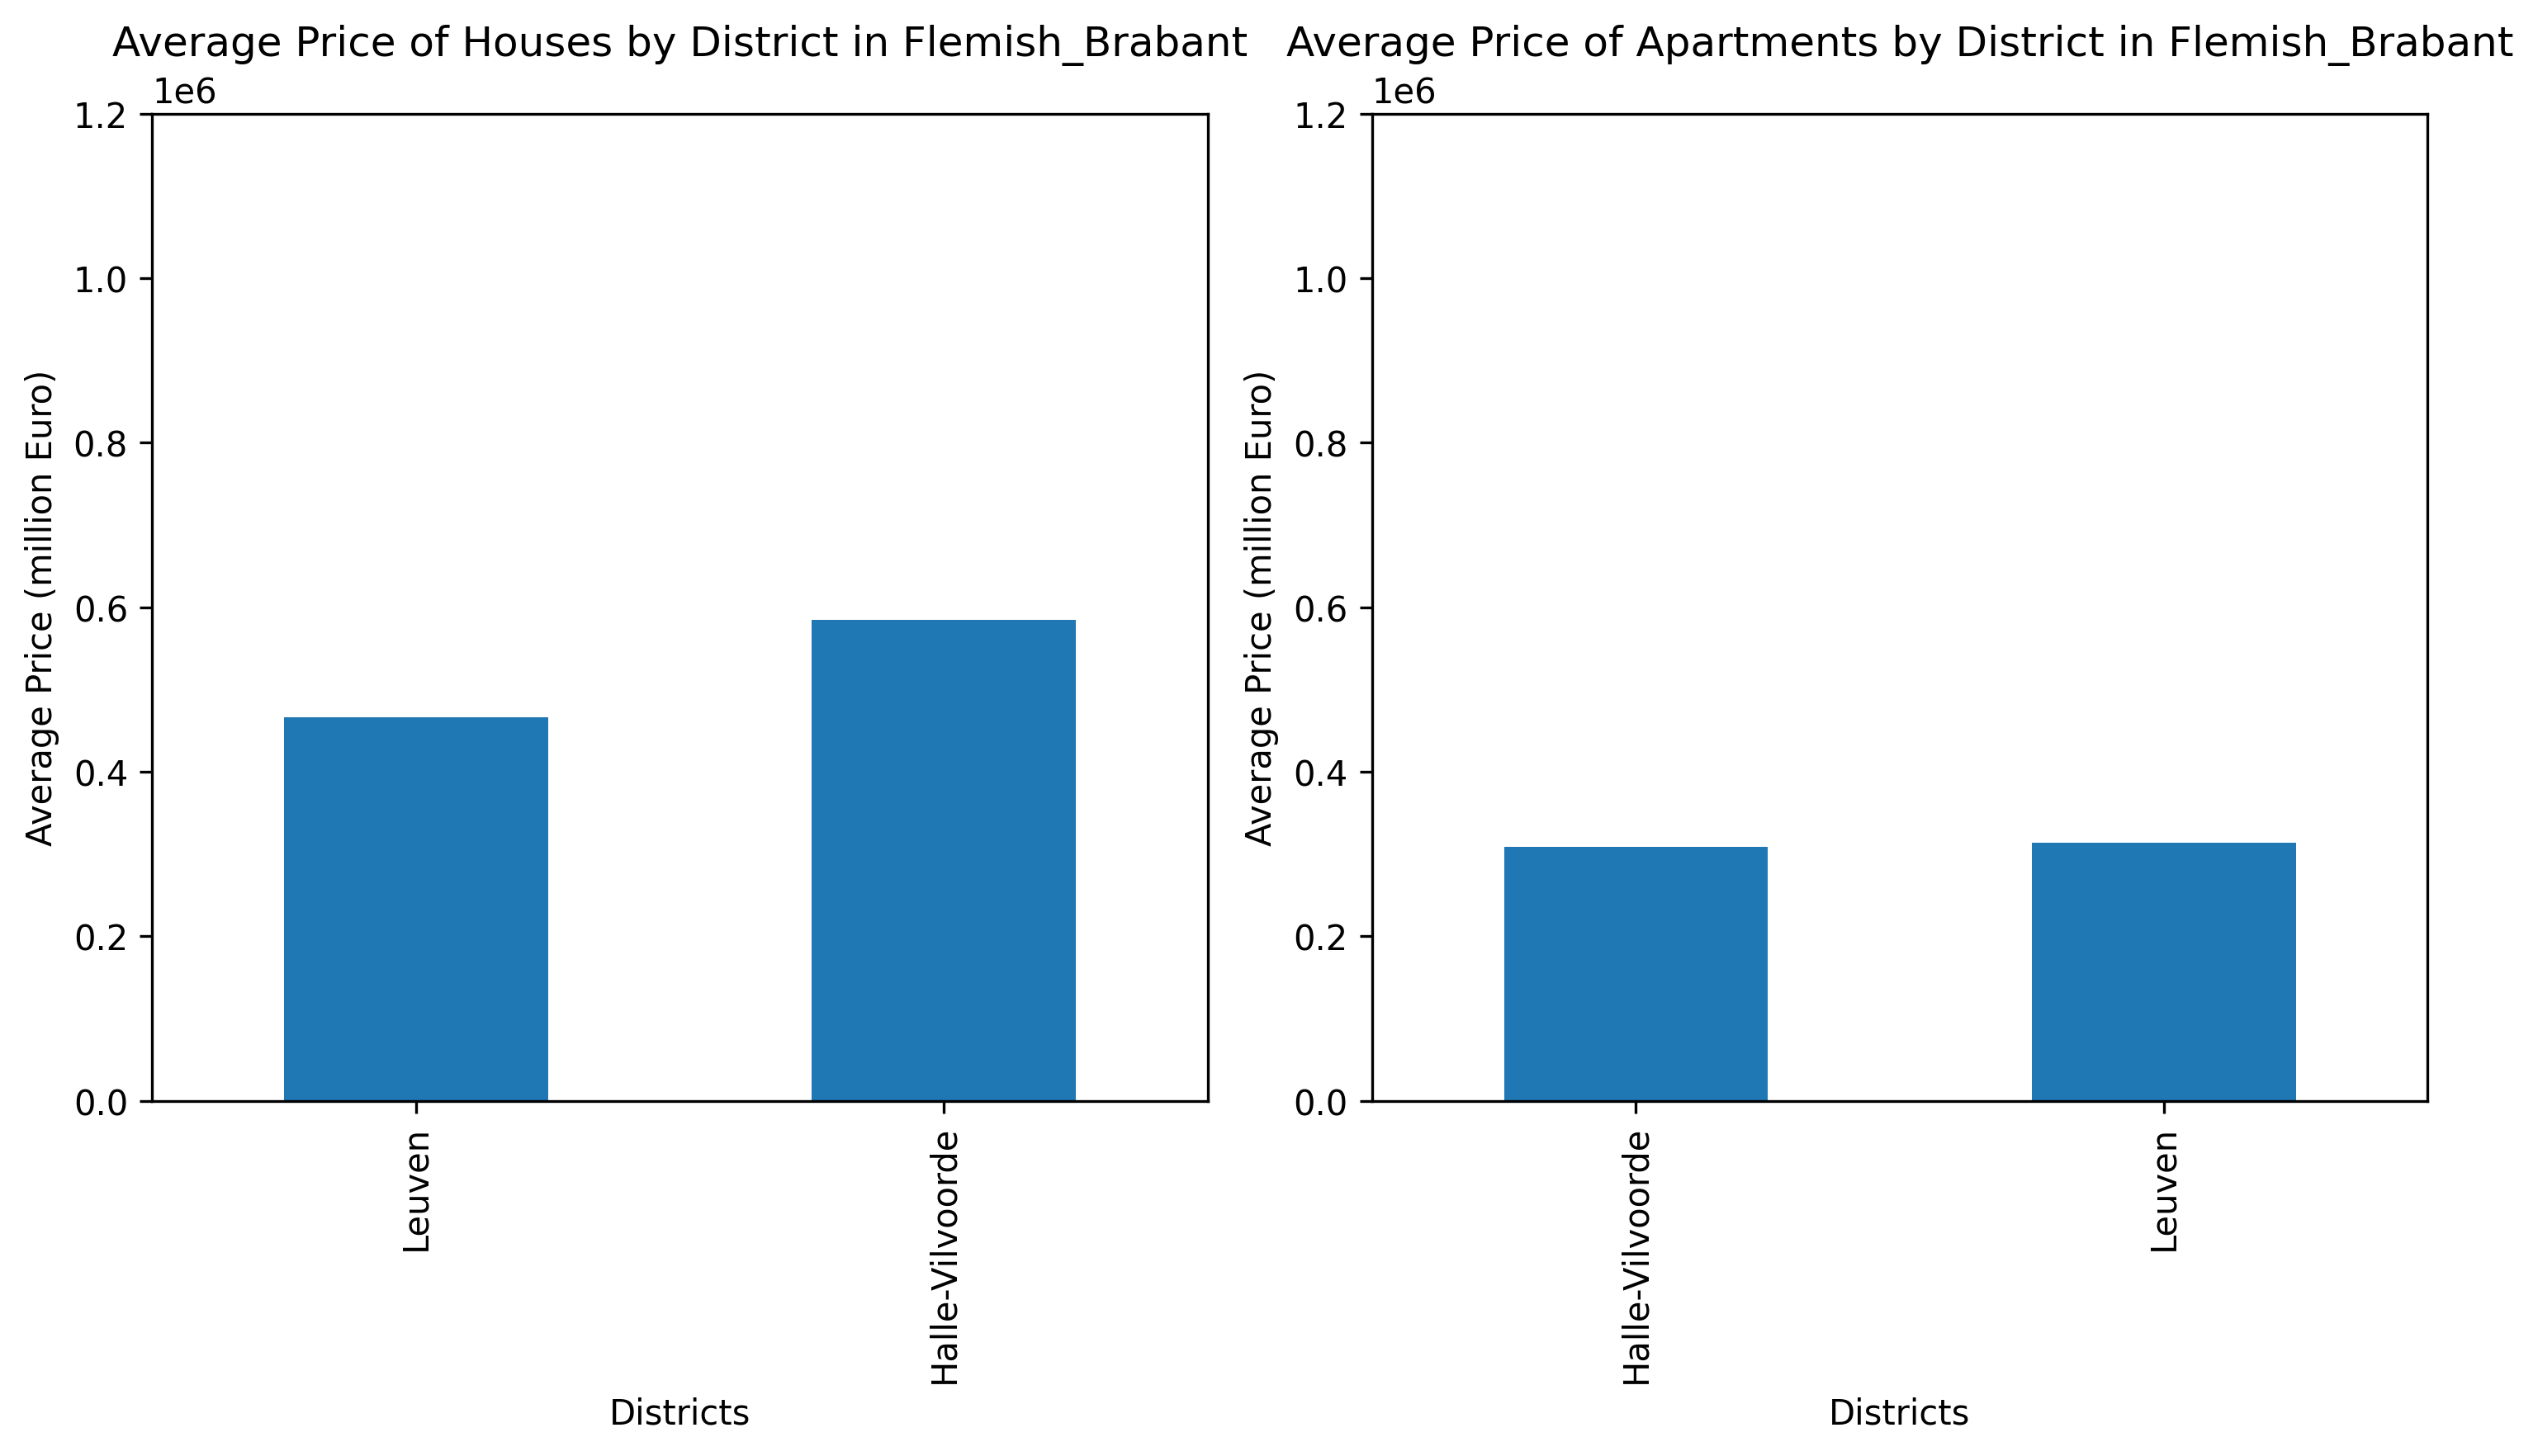 Average Price of Houses by District in Flemish_Brabant
1e6
1.2
1.0
0.8
0.6
0.4
0.2
0.0
Average Price (million Euro)
Leuven
Halle-Vilvoorde
Districts
Average Price of Apartments by District in Flemish_Brabant
1e6
1.2
1.0
0.8
0.6
0.4
0.2
0.0
Average Price (million Euro)
Halle-Vilvoorde
Leuven
Districts